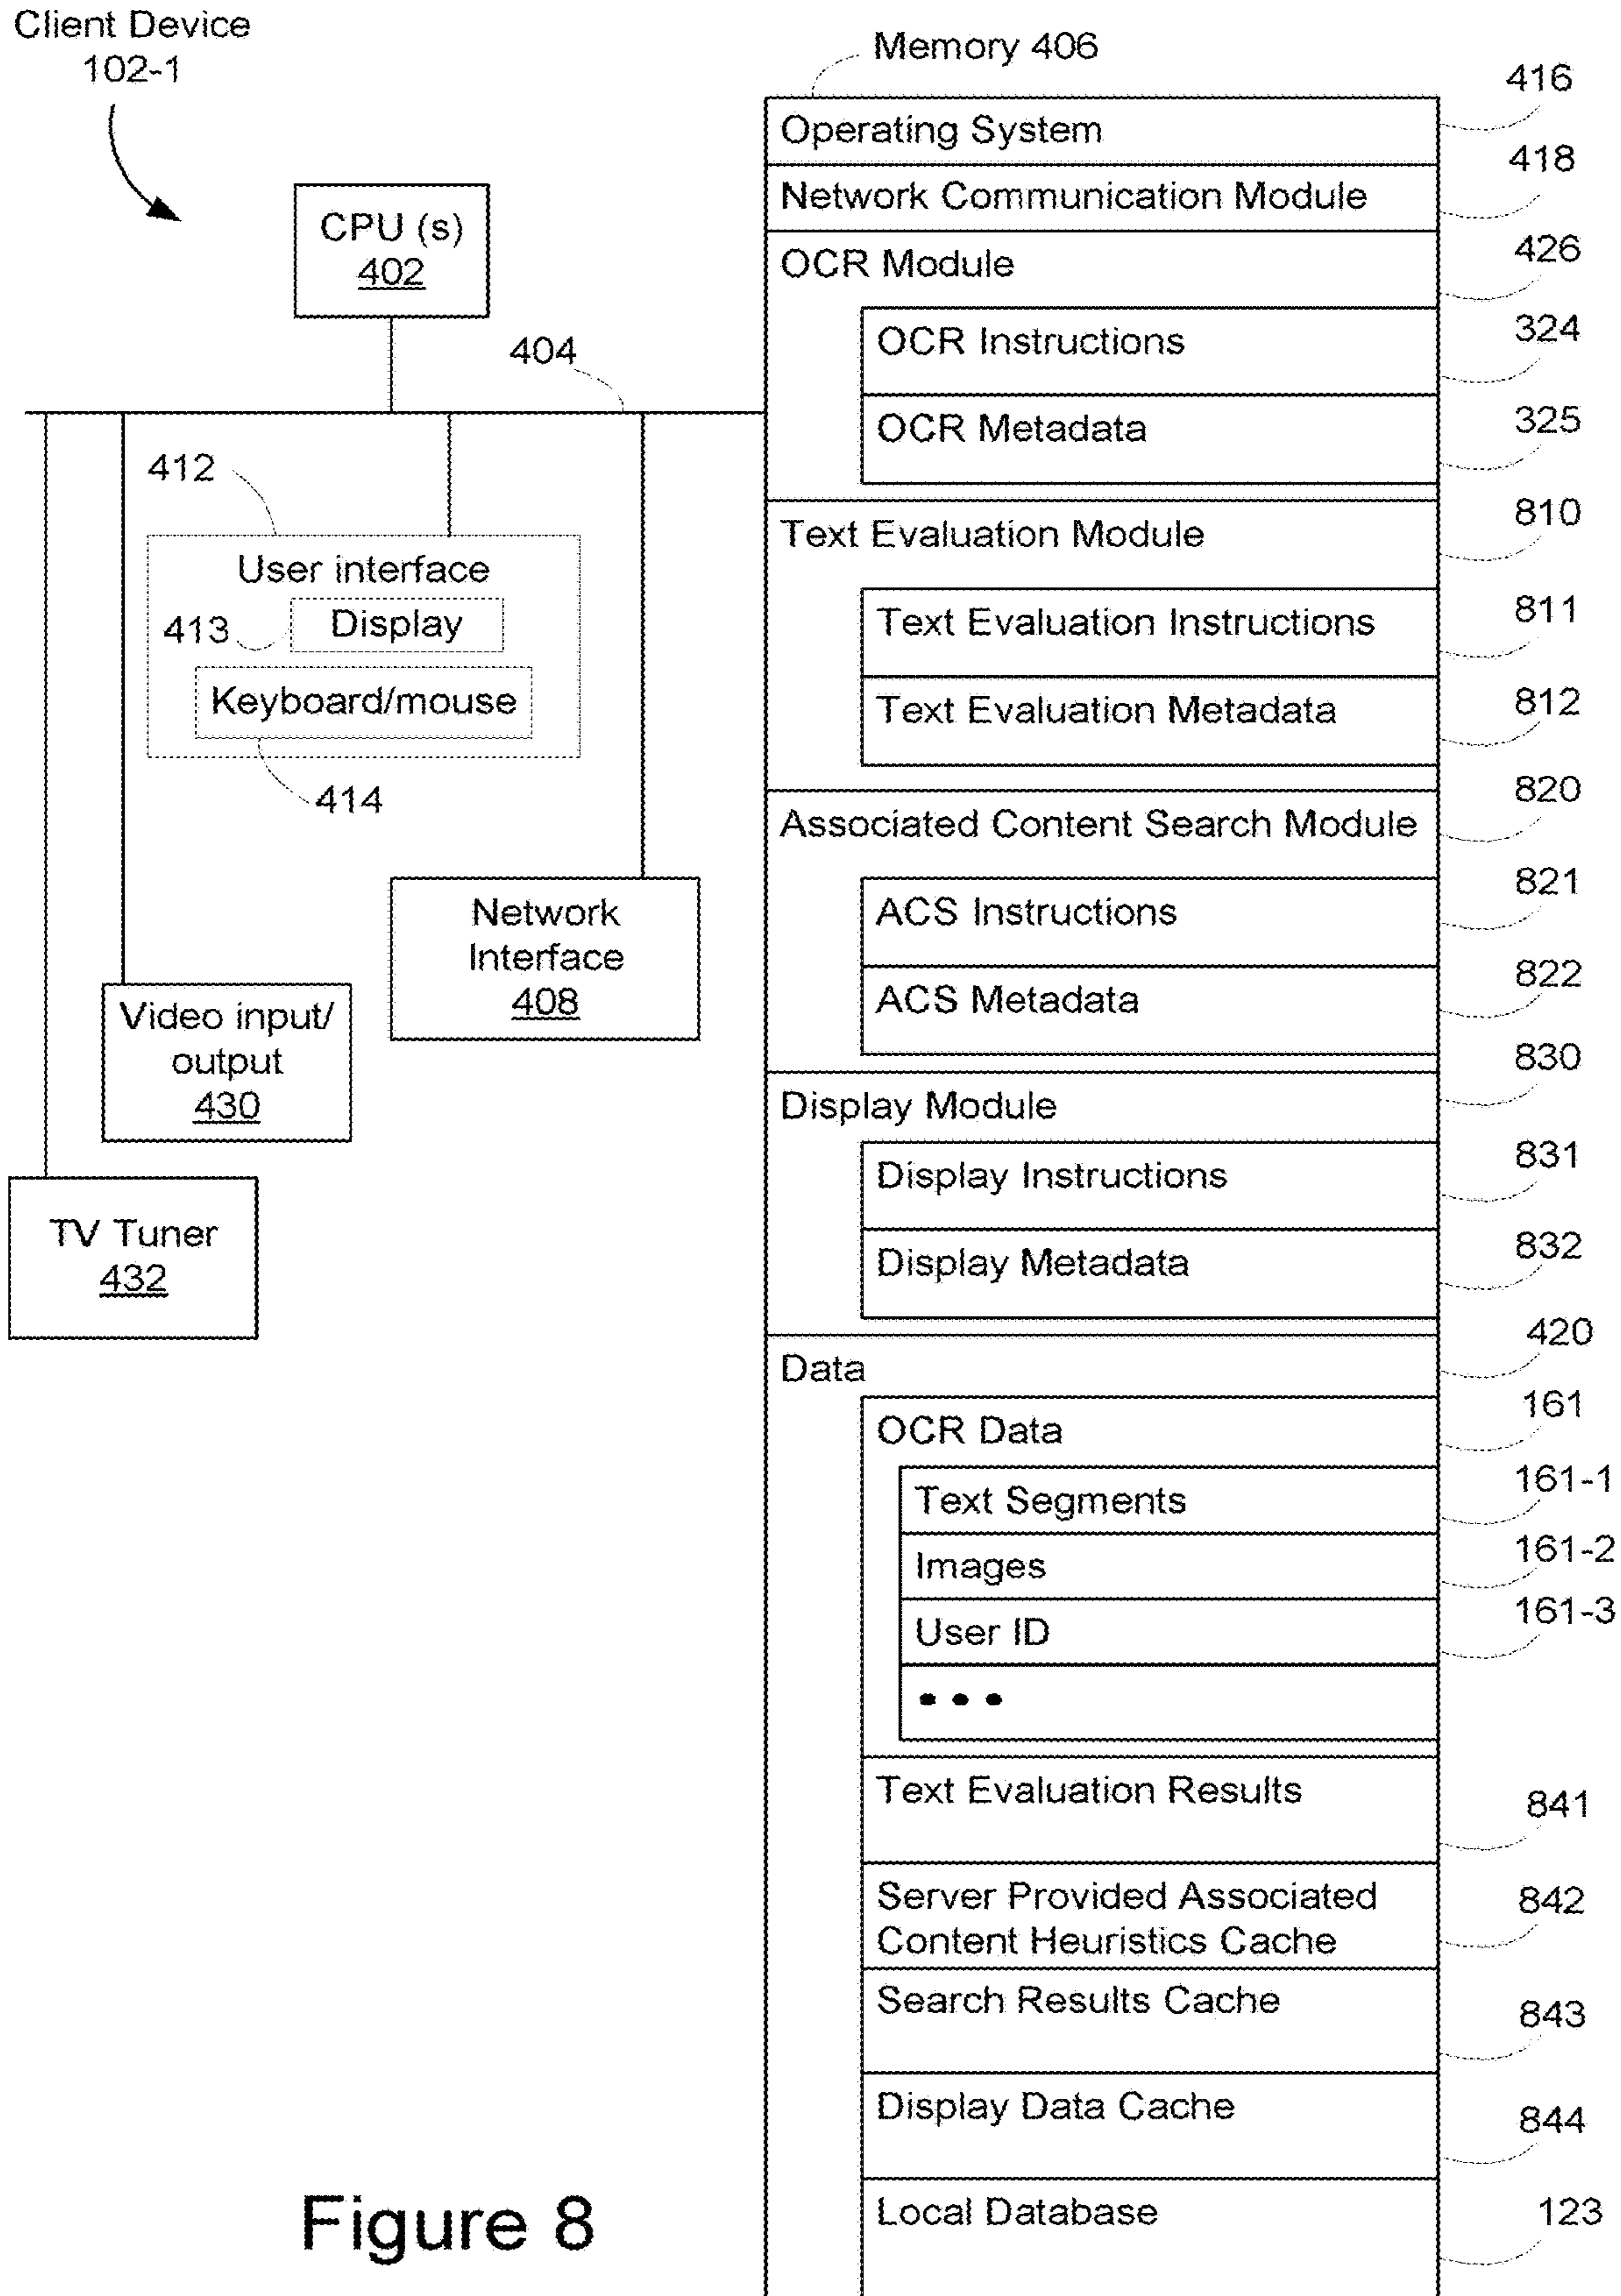 Client Device
102-1
CPU (s)
402
404
412
User interface
413
Display
Keyboard/mouse
414
Network
Interface
408
Video input/
output
430
TV Tuner
432
Memory 406
Operating System
416
Network Communication Module
418
OCR Module
426
OCR Instructions
324
OCR Metadata
325
Text Evaluation Module
810
Text Evaluation Instructions
811
Text Evaluation Metadata
812
Associated Content Search Module
820
ACS Instructions
821
ACS Metadata
822
Display Module
830
Display Instructions
831
Display Metadata
832
Data
420
OCR Data
161
Text Segments
161-1
Images
161-2
User ID
161-3
• • •
Text Evaluation Results
841
Server Provided Associated
Content Heuristics Cache
842
Search Results Cache
843
Display Data Cache
844
Local Database
123
Figure 8